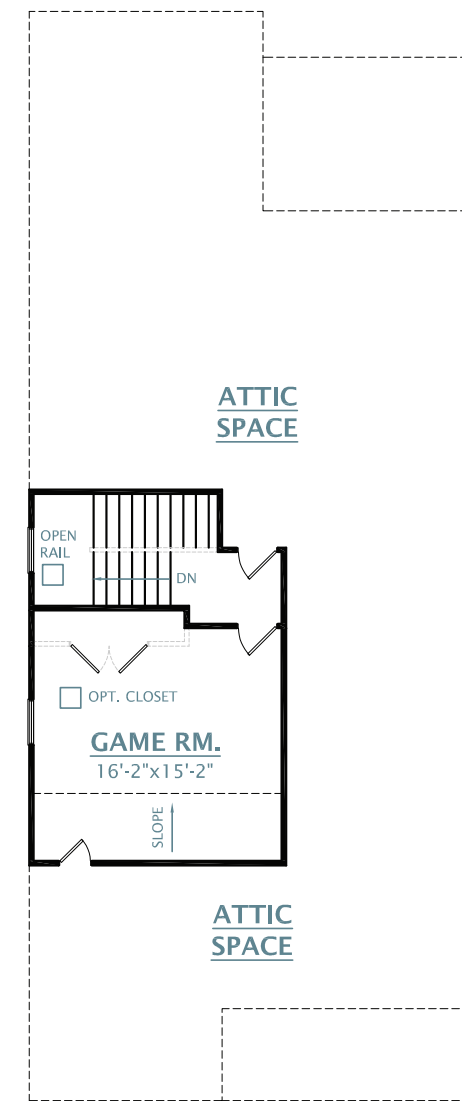 ATTIC
SPACE
OPEN
RAIL
DN
OPT. CLOSET
GAME RM.
16'-2"x15'-2"
SLOPE
ATTIC
SPACE